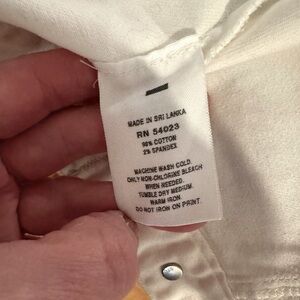 MADE IN SRI LANKA
RN 54023
98% COTTON
2% SPANDEX
MACHINE WASH COLD.
ONLY NON-CHLORINE BLEACH
WHEN NEEDED.
TUMBLE DRY MEDIUM.
WARM IRON.
DO NOT IRON ON PRINT.